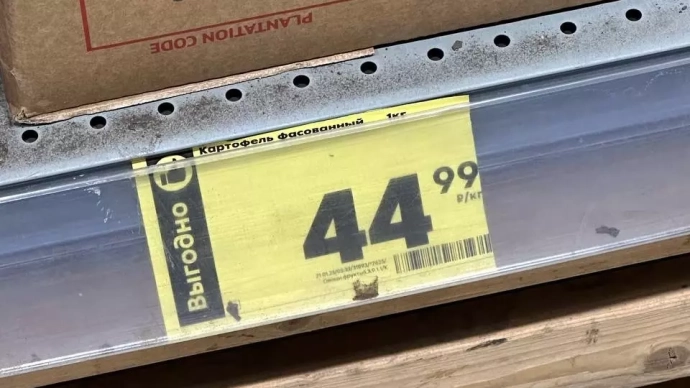 PLANTATION CODE
Картофель фасованный 1кг
Выгодно
44 99
₽/кг